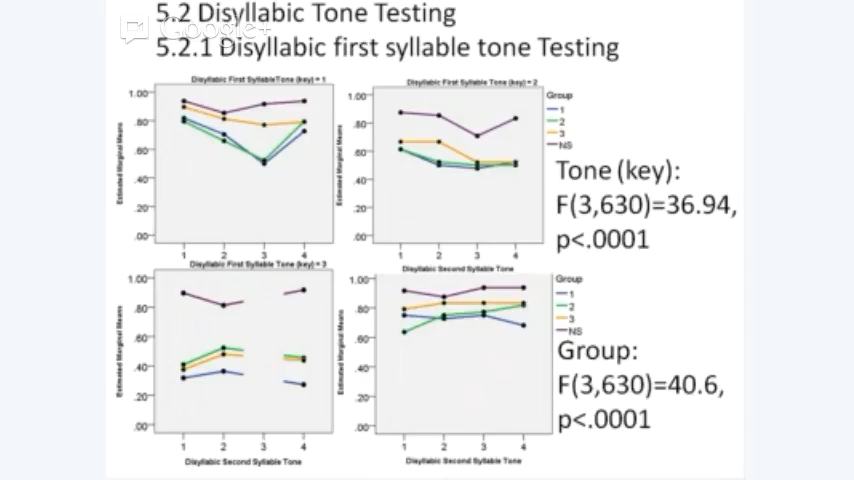 5.2 Disyllabic Tone Testing
Google+
5.2.1 Disyllabic first syllable tone Testing
Disyllabic First Syllable Tone (key) = 1
Estimated Marginal Means
1.00
.80
.60
.40
.20
.00
1 2 3 4
Disyllabic First Syllable Tone (key) = 2
Estimated Marginal Means
1.00
.80
.60
.40
.20
.00
1 2 3 4
Disyllabic Second Syllable Tone
Group
1
2
3
NS
Tone (key):
F(3,630)=36.94,
p<.0001
Disyllabic First Syllable Tone (key) = 3
Estimated Marginal Means
1.00
.80
.60
.40
.20
.00
1 2 3 4
Disyllabic Second Syllable Tone
Estimated Marginal Means
1.00
.80
.60
.40
.20
.00
1 2 3 4
Disyllabic Second Syllable Tone
Group
1
2
3
NS
Group:
F(3,630)=40.6,
p<.0001